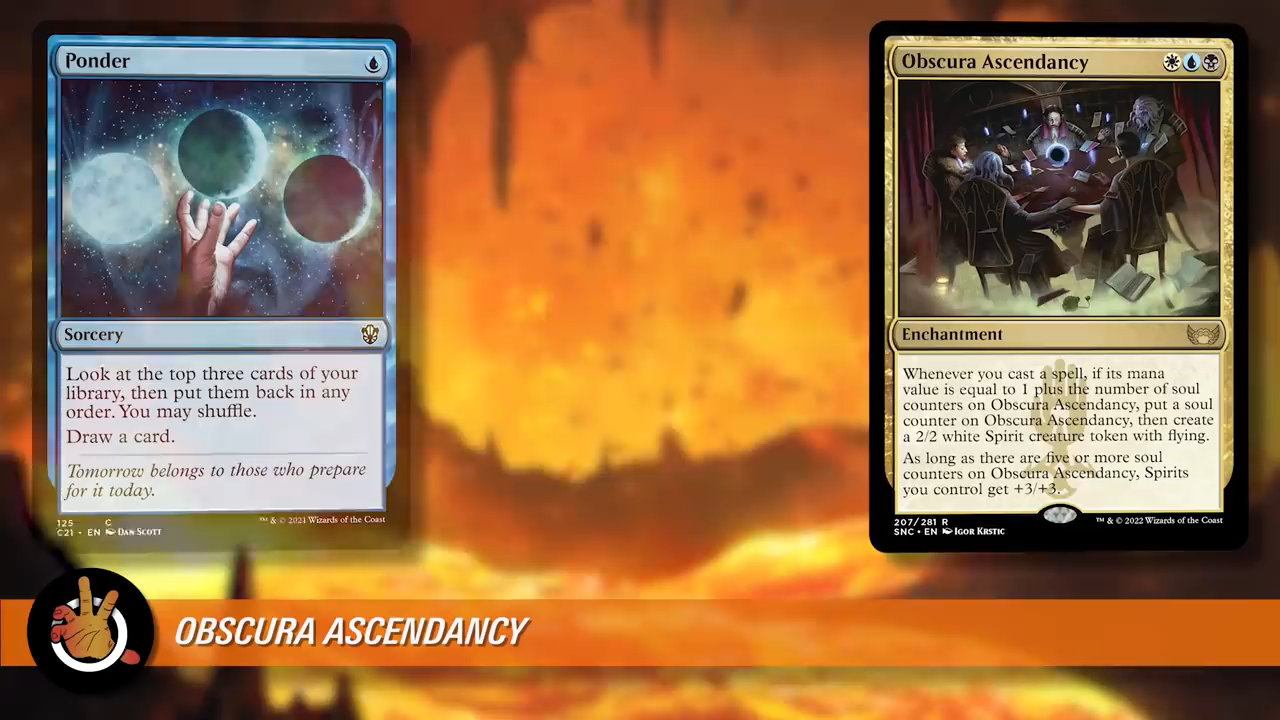 Ponder
Sorcery
Look at the top three cards of your
library, then put them back in any
order. You may shuffle.
Draw a card.
Tomorrow belongs to those who prepare
for it today.
125 C
C21 • EN DAN SCOTT
™ & © 2021 Wizards of the Coast
Obscura Ascendancy
Enchantment
Whenever you cast a spell, if its mana
value is equal to 1 plus the number of soul
counters on Obscura Ascendancy, put a soul
counter on Obscura Ascendancy, then create
a 2/2 white Spirit creature token with flying.
As long as there are five or more soul
counters on Obscura Ascendancy, Spirits
you control get +3/+3.
207/281 R
SNC • EN IGOR KRSTIC
™ & © 2022 Wizards of the Coast
OBSCURA ASCENDANCY